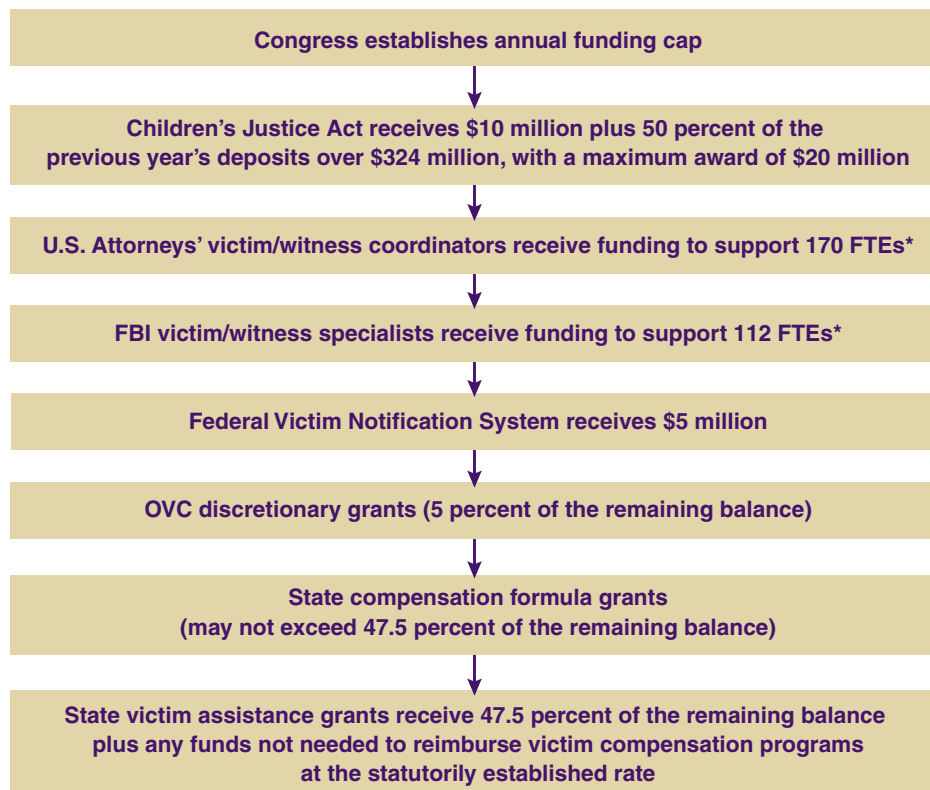 Congress establishes annual funding cap
Children's Justice Act receives $10 million plus 50 percent of the
previous year's deposits over $324 million, with a maximum award of $20 million
U.S. Attorneys' victim/witness coordinators receive funding to support 170 FTEs*
FBI victim/witness specialists receive funding to support 112 FTEs*
Federal Victim Notification System receives $5 million
OVC discretionary grants (5 percent of the remaining balance)
State compensation formula grants
(may not exceed 47.5 percent of the remaining balance)
State victim assistance grants receive 47.5 percent of the remaining balance
plus any funds not needed to reimburse victim compensation programs
at the statutorily established rate